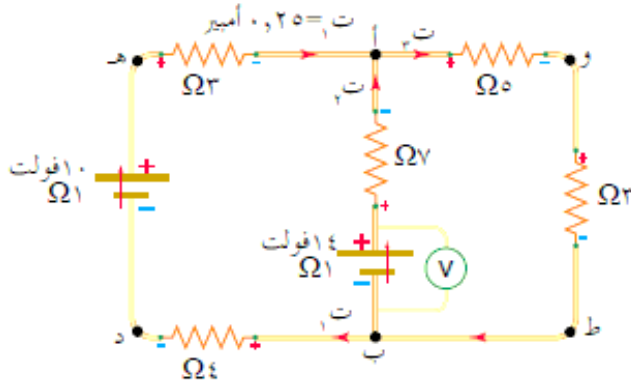 ت١=٠,٢٥ أمبير
أ
ت٣
و
هـ
Ω٣
Ω٥
ت٢
Ω٧
١٠فولت
Ω١
Ω٢
١٤فولت
Ω١
V
ت١
د
ب
ط
Ω٤